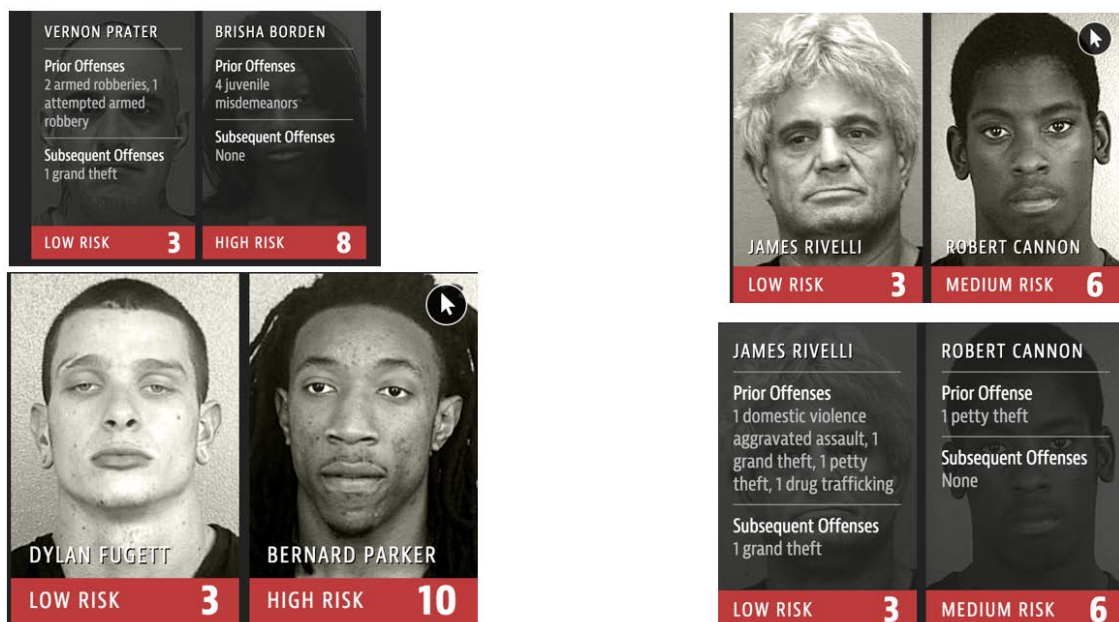 VERNON PRATER
Prior Offenses
2 armed robberies, 1
attempted armed
robbery
Subsequent Offenses
1 grand theft
LOW RISK 3
BRISHA BORDEN
Prior Offenses
4 juvenile
misdemeanors
Subsequent Offenses
None
HIGH RISK 8
DYLAN FUGETT
LOW RISK 3
BERNARD PARKER
HIGH RISK 10
JAMES RIVELLI
LOW RISK 3
ROBERT CANNON
MEDIUM RISK 6
JAMES RIVELLI
Prior Offenses
1 domestic violence
aggravated assault, 1
grand theft, 1 petty
theft, 1 drug trafficking
Subsequent Offenses
1 grand theft
LOW RISK 3
ROBERT CANNON
Prior Offense
1 petty theft
Subsequent Offenses
None
MEDIUM RISK 6